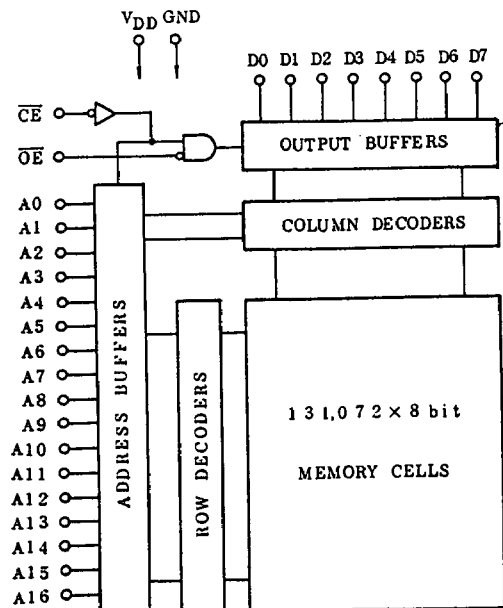 VDD GND
D0 D1 D2 D3 D4 D5 D6 D7
CE
OE
OUTPUT BUFFERS
COLUMN DECODERS
A0
A1
A2
A3
A4
A5
A6
A7
A8
A9
A10
A11
A12
A13
A14
A15
A16
ADDRESS BUFFERS
ROW DECODERS
131,072 × 8 bit
MEMORY CELLS